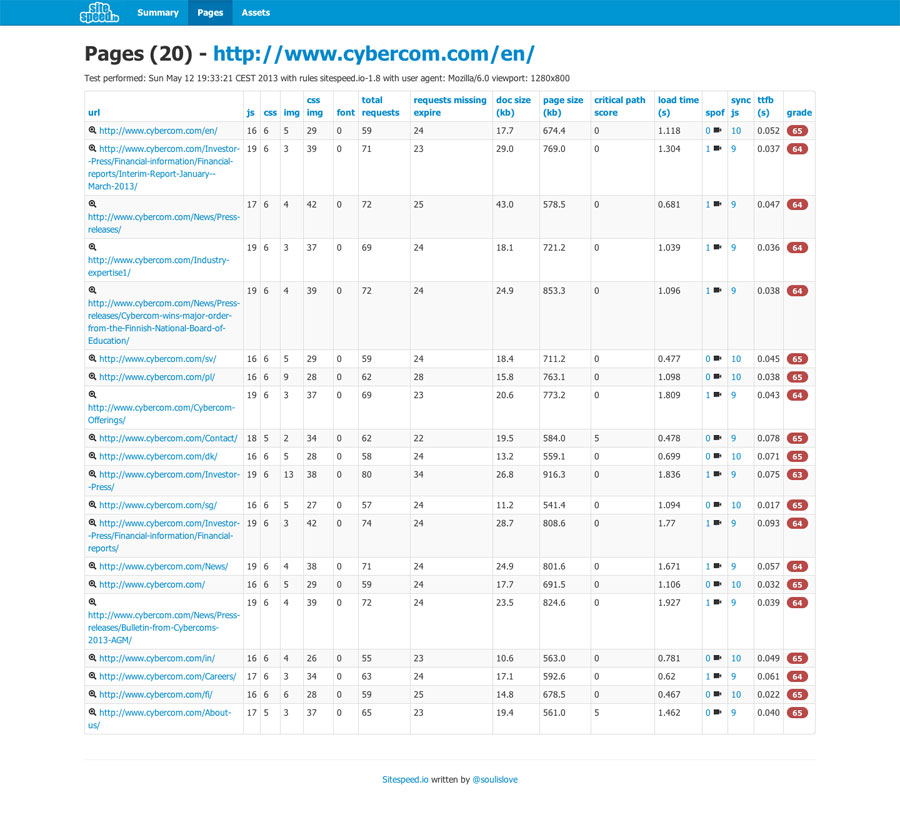 site speed.io Summary Pages Assets
Pages (20) - http://www.cybercom.com/en/
Test performed: Sun May 12 19:33:21 CEST 2013 with rules sitespeed.io-1.8 with user agent: Mozilla/6.0 viewport: 1280x800
css total requests missing doc size page size critical path load time sync ttfb
url js css img img font requests expire (kb) (kb) score (s) spof js (s) grade
http://www.cybercom.com/en/ 16 6 5 29 0 59 24 17.7 674.4 0 1.118 0 10 0.052 65
http://www.cybercom.com/Investor- 19 6 3 39 0 71 23 29.0 769.0 0 1.304 1 9 0.037 64
-Press/Financial-information/Financial-
reports/Interim-Report-January--
March-2013/
17 6 4 42 0 72 25 43.0 578.5 0 0.681 1 9 0.047 64
http://www.cybercom.com/News/Press-
releases/
19 6 3 37 0 69 24 18.1 721.2 0 1.039 1 9 0.036 64
http://www.cybercom.com/Industry-
expertise1/
19 6 4 39 0 72 24 24.9 853.3 0 1.096 1 9 0.038 64
http://www.cybercom.com/News/Press-
releases/Cybercom-wins-major-order-
from-the-Finnish-National-Board-of-
Education/
http://www.cybercom.com/sv/ 16 6 5 29 0 59 24 18.4 711.2 0 0.477 0 10 0.045 65
http://www.cybercom.com/pl/ 16 6 9 28 0 62 28 15.8 763.1 0 1.098 0 10 0.038 65
19 6 3 37 0 69 23 20.6 773.2 0 1.809 1 9 0.043 64
http://www.cybercom.com/Cybercom-
Offerings/
http://www.cybercom.com/Contact/ 18 5 2 34 0 62 22 19.5 584.0 5 0.478 0 9 0.078 65
http://www.cybercom.com/dk/ 16 6 5 28 0 58 24 13.2 559.1 0 0.699 0 10 0.071 65
http://www.cybercom.com/Investor- 19 6 13 38 0 80 34 26.8 916.3 0 1.836 1 9 0.075 63
-Press/
http://www.cybercom.com/sg/ 16 6 5 27 0 57 24 11.2 541.4 0 1.094 0 10 0.017 65
http://www.cybercom.com/Investor- 19 6 3 42 0 74 24 28.7 808.6 0 1.77 1 9 0.093 64
-Press/Financial-information/Financial-
reports/
http://www.cybercom.com/News/ 19 6 4 38 0 71 24 24.9 801.6 0 1.671 1 9 0.057 64
http://www.cybercom.com/ 16 6 5 29 0 59 24 17.7 691.5 0 1.106 0 10 0.032 65
19 6 4 39 0 72 24 23.5 824.6 0 1.927 1 9 0.039 64
http://www.cybercom.com/News/Press-
releases/Bulletin-from-Cybercoms-
2013-AGM/
http://www.cybercom.com/in/ 16 6 4 26 0 55 23 10.6 563.0 0 0.781 0 10 0.049 65
http://www.cybercom.com/Careers/ 17 6 3 34 0 63 24 17.1 592.6 0 0.62 1 9 0.061 64
http://www.cybercom.com/fi/ 16 6 6 28 0 59 25 14.8 678.5 0 0.467 0 10 0.022 65
http://www.cybercom.com/About- 17 5 3 37 0 65 23 19.4 561.0 5 1.462 0 9 0.040 65
us/
Sitespeed.io written by @soulislove